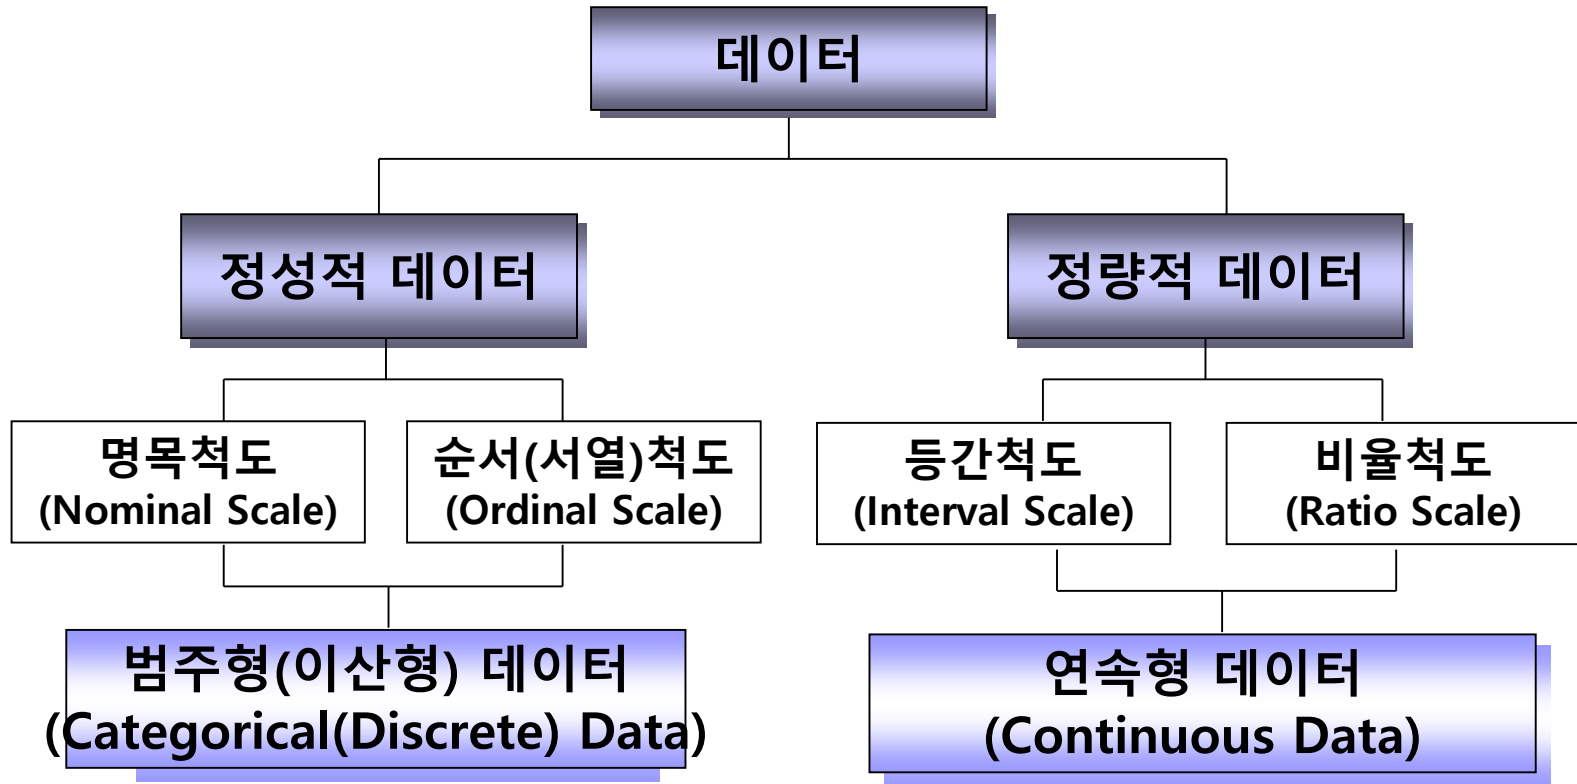 데이터
정성적 데이터
정량적 데이터
명목척도
(Nominal Scale)
순서(서열)척도
(Ordinal Scale)
등간척도
(Interval Scale)
비율척도
(Ratio Scale)
범주형(이산형) 데이터
(Categorical(Discrete) Data)
연속형 데이터
(Continuous Data)